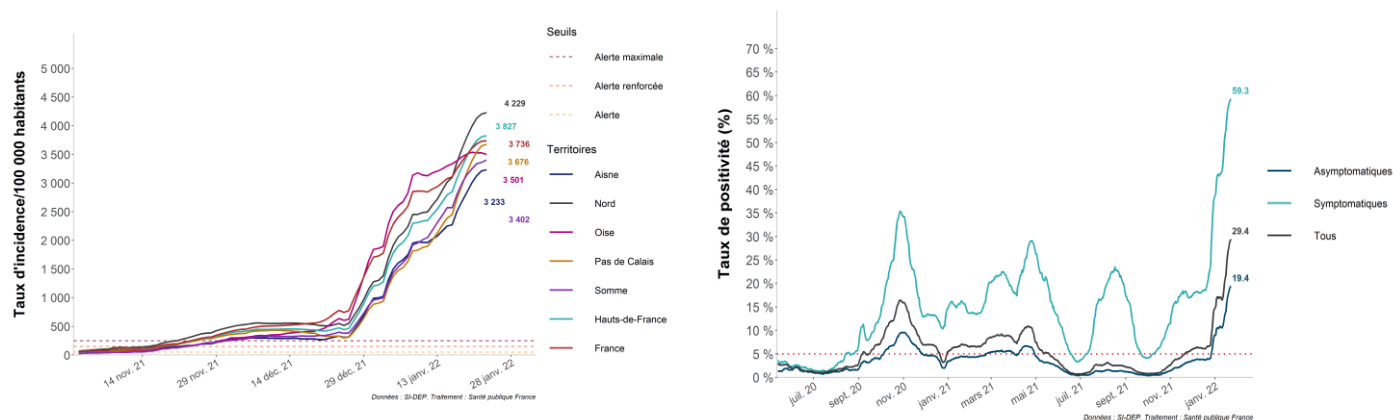 Taux d'incidence/100 000 habitants
5 000
4 500
4 000
3 500
3 000
2 500
2 000
1 500
1 000
500
0
14 nov. 21
29 nov. 21
14 déc. 21
29 déc. 21
13 janv. 22
28 janv. 22
4 229
3 827
3 736
3 676
3 501
3 233
3 402
Seuils
Alerte maximale
Alerte renforcée
Alerte
Territoires
Aisne
Nord
Oise
Pas de Calais
Somme
Hauts-de-France
France
Données : SI-DEP. Traitement : Santé publique France
Taux de positivité (%)
70 %
65 %
60 %
55 %
50 %
45 %
40 %
35 %
30 %
25 %
20 %
15 %
10 %
5 %
0 %
juil. 20
sept. 20
nov. 20
janv. 21
mars 21
mai 21
juil. 21
sept. 21
nov. 21
janv. 22
59.3
29.4
19.4
Asymptomatiques
Symptomatiques
Tous
Données : SI-DEP. Traitement : Santé publique France